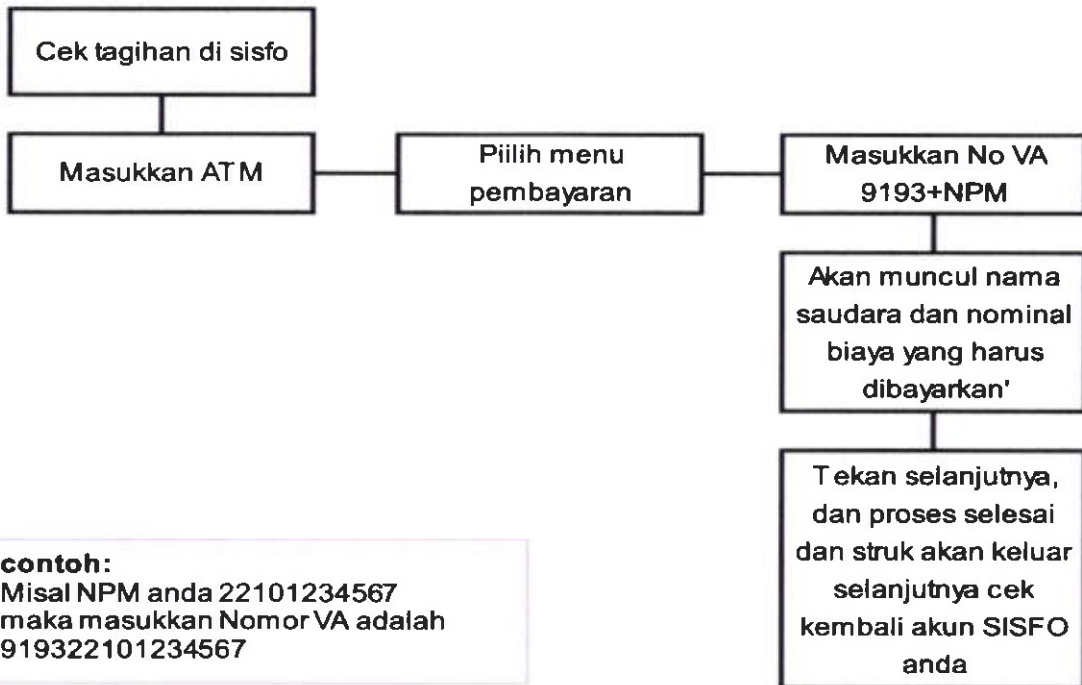 Cek tagihan di sisfo
Masukkan ATM
Piilih menu
pembayaran
Masukkan No VA
9193+NPM
Akan muncul nama
saudara dan nominal
biaya yang harus
dibayarkan'
Tekan selanjutnya,
dan proses selesai
dan struk akan keluar
selanjutnya cek
kembali akun SISFO
anda
contoh:
Misal NPM anda 22101234567
maka masukkan Nomor VA adalah
919322101234567